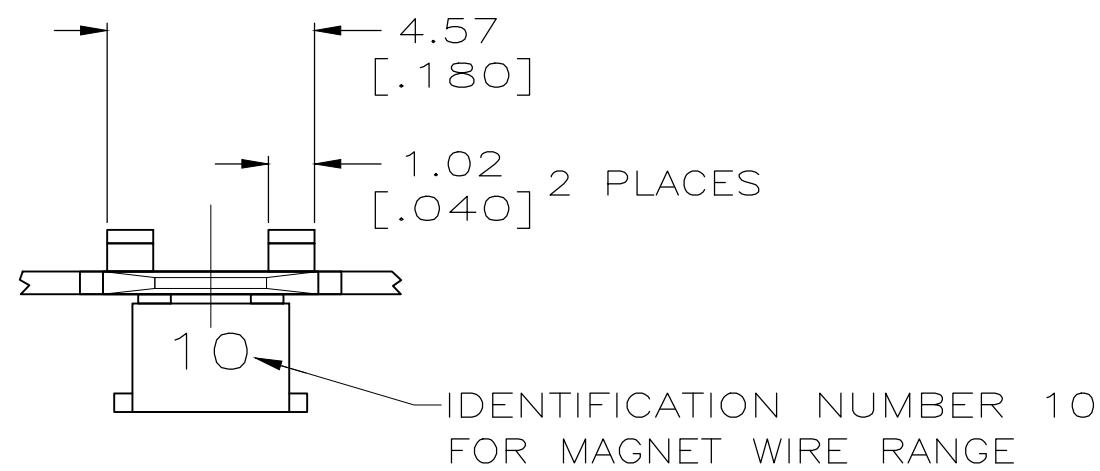 4.57
[.180]
1.02
[.040]
2 PLACES
10
IDENTIFICATION NUMBER 10
FOR MAGNET WIRE RANGE